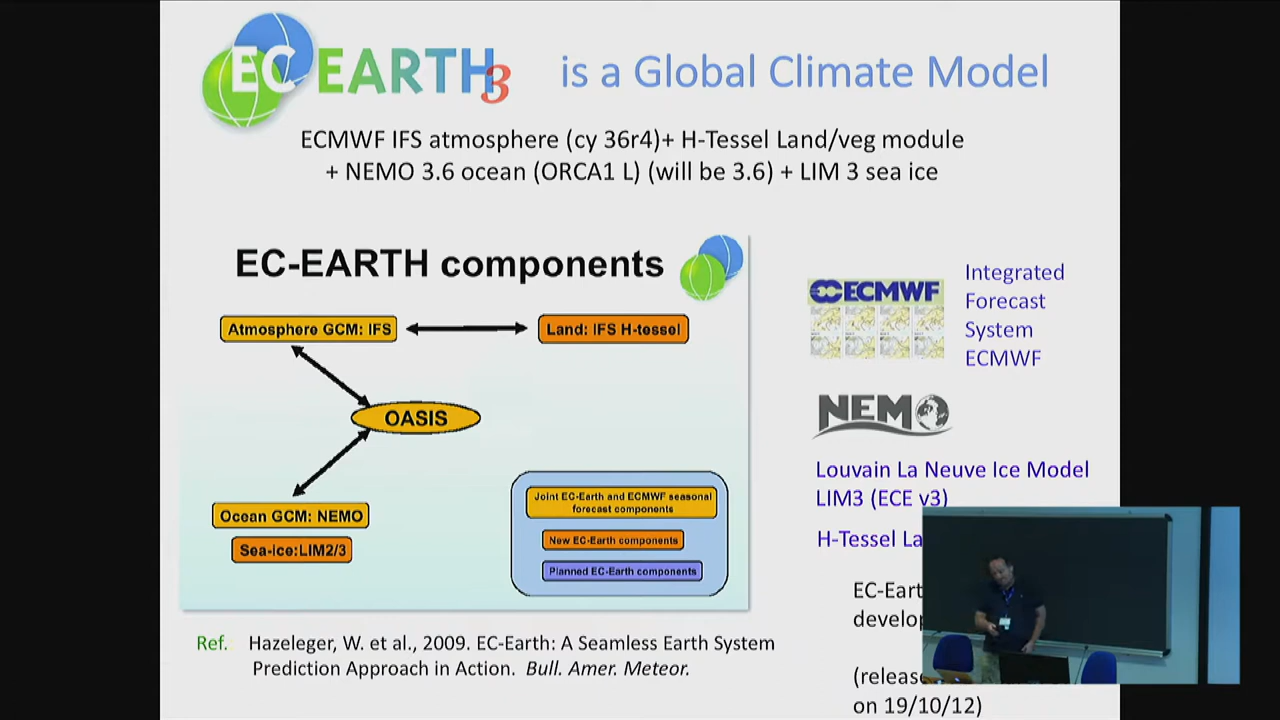 EC EARTH3 is a Global Climate Model
ECMWF IFS atmosphere (cy 36r4)+ H-Tessel Land/veg module
+ NEMO 3.6 ocean (ORCA1 L) (will be 3.6) + LIM 3 sea ice
EC-EARTH components
Atmosphere GCM: IFS
Land: IFS H-tessel
OASIS
Ocean GCM: NEMO
Sea-ice:LIM2/3
Joint EC-Earth and ECMWF seasonal
forecast components
New EC-Earth components
Planned EC-Earth components
ECMWF
Integrated
Forecast
System
ECMWF
NEMO
Louvain La Neuve Ice Model
LIM3 (ECE v3)
H-Tessel La
EC-Eart
develop
(release
on 19/10/12)
Ref. Hazeleger, W. et al., 2009. EC-Earth: A Seamless Earth System
Prediction Approach in Action. Bull. Amer. Meteor.